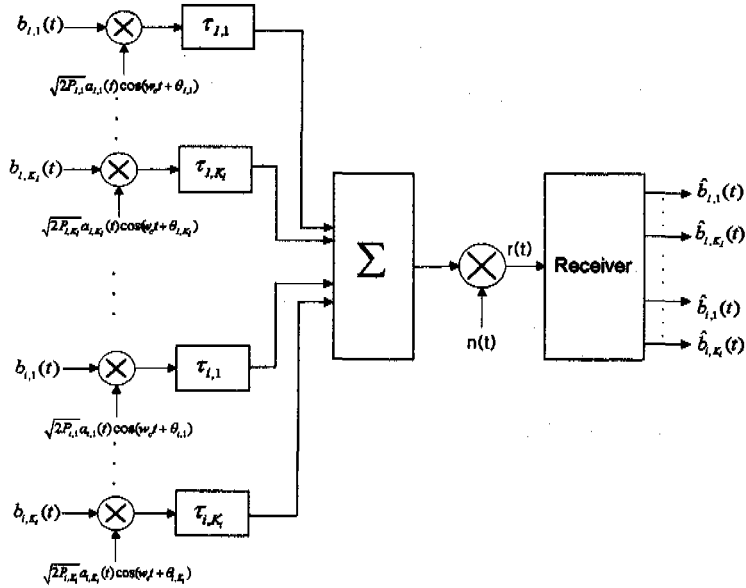 b_{1,1}(t)
τ_{1,1}
√2P_{1,1} a_{1,1}(t)cos(w_c t + θ_{1,1})
b_{1,K_1}(t)
τ_{1,K_1}
√2P_{1,K_1} a_{1,K_1}(t)cos(w_c t + θ_{1,K_1})
Σ
r(t)
n(t)
Receiver
b̂_{1,1}(t)
b̂_{1,K_1}(t)
b̂_{i,1}(t)
b̂_{i,K_i}(t)
b_{i,1}(t)
τ_{i,1}
√2P_{i,1} a_{i,1}(t)cos(w_c t + θ_{i,1})
b_{i,K_i}(t)
τ_{i,K_i}
√2P_{i,K_i} a_{i,K_i}(t)cos(w_c t + θ_{i,K_i})